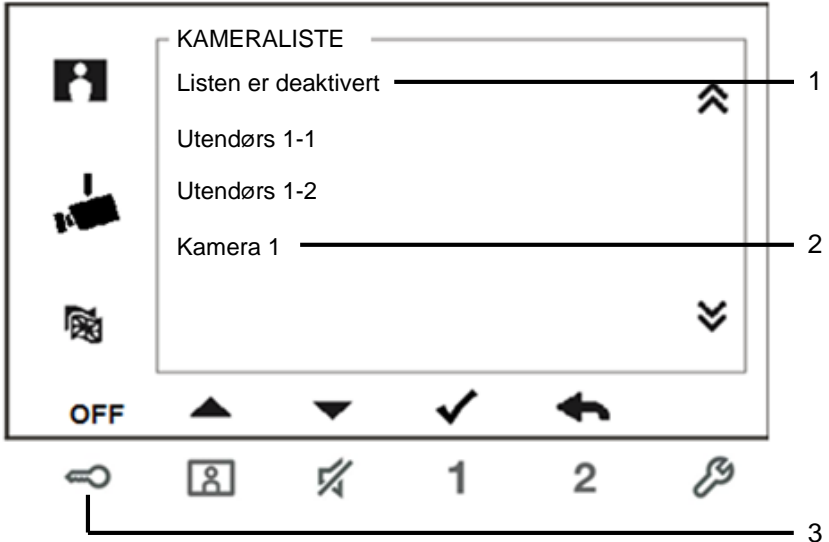 KAMERALISTE
Listen er deaktivert
1
Utendørs 1-1
Utendørs 1-2
Kamera 1
2
OFF
1
2
3